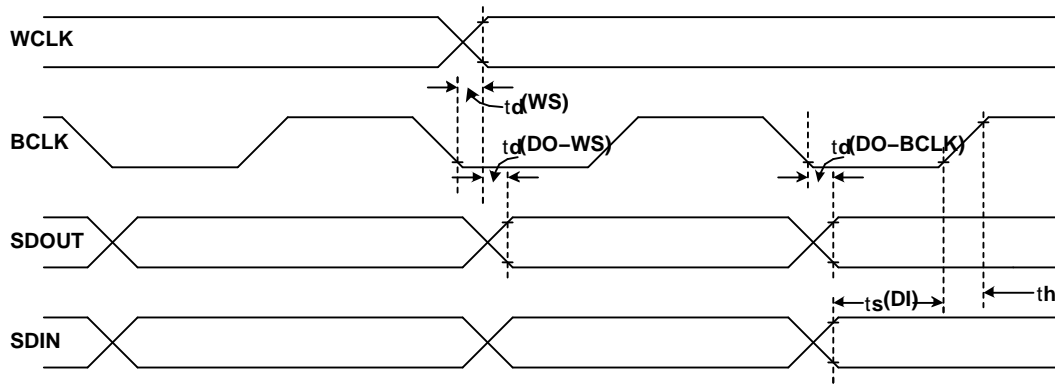 WCLK
td(WS)
BCLK
td(DO−WS)
td(DO−BCLK)
SDOUT
ts(DI)
th
SDIN